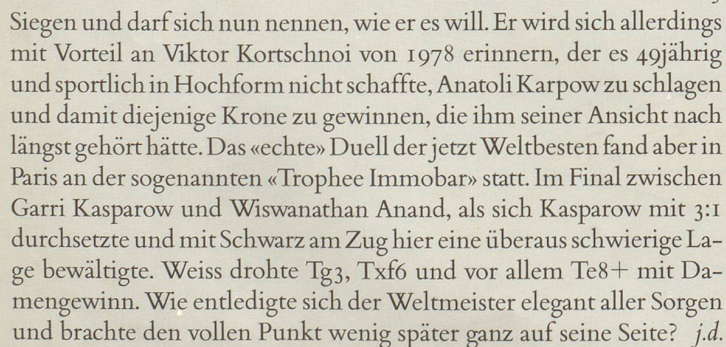 Siegen und darf sich nun nennen, wie er es will. Er wird sich allerdings
mit Vorteil an Viktor Kortschnoi von 1978 erinnern, der es 49jährig
und sportlich in Hochform nicht schaffte, Anatoli Karpow zu schlagen
und damit diejenige Krone zu gewinnen, die ihm seiner Ansicht nach
längst gehört hätte. Das «echte» Duell der jetzt Weltbesten fand aber in
Paris an der sogenannten «Trophee Immobar» statt. Im Final zwischen
Garri Kasparow und Wiswanathan Anand, als sich Kasparow mit 3:1
durchsetzte und mit Schwarz am Zug hier eine überaus schwierige La-
ge bewältigte. Weiss drohte Tg3, Txf6 und vor allem Te8+ mit Da-
mengewinn. Wie entledigte sich der Weltmeister elegant aller Sorgen
und brachte den vollen Punkt wenig später ganz auf seine Seite? j.d.